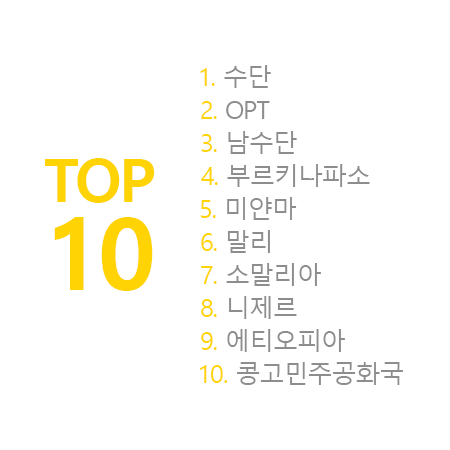 TOP
10
1. 수단
2. OPT
3. 남수단
4. 부르키나파소
5. 미얀마
6. 말리
7. 소말리아
8. 니제르
9. 에티오피아
10. 콩고민주공화국